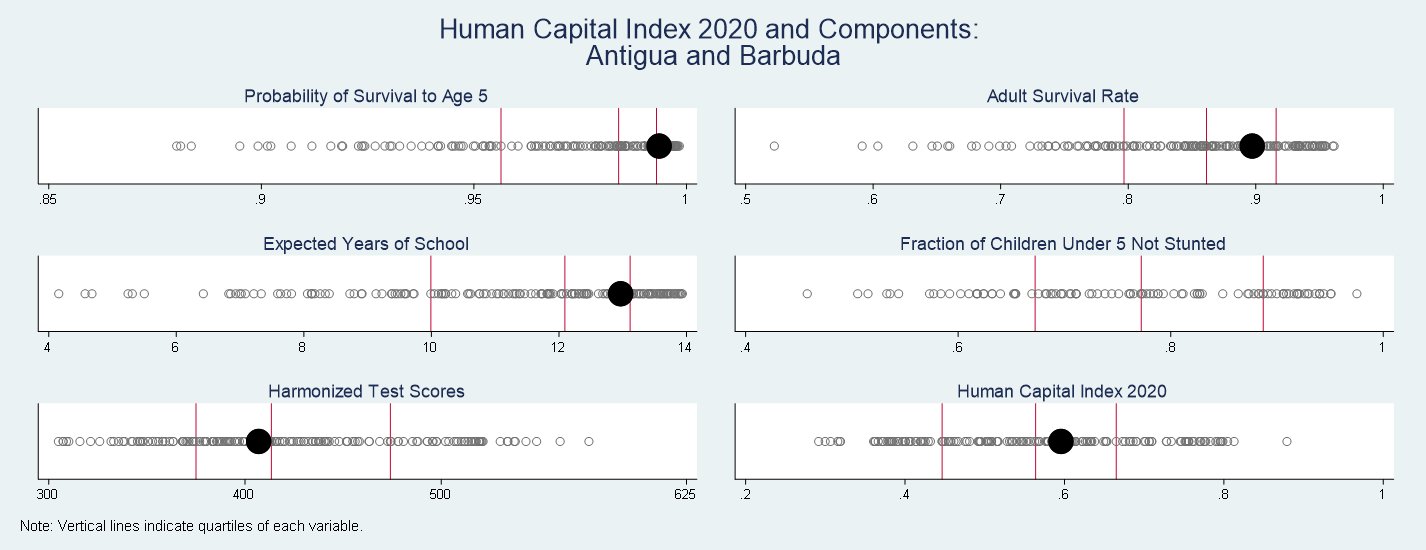 Human Capital Index 2020 and Components:
Antigua and Barbuda
Probability of Survival to Age 5
.85 .9 .95 1
Adult Survival Rate
.5 .6 .7 .8 .9 1
Expected Years of School
4 6 8 10 12 14
Fraction of Children Under 5 Not Stunted
.4 .6 .8 1
Harmonized Test Scores
300 400 500 625
Human Capital Index 2020
.2 .4 .6 .8 1
Note: Vertical lines indicate quartiles of each variable.